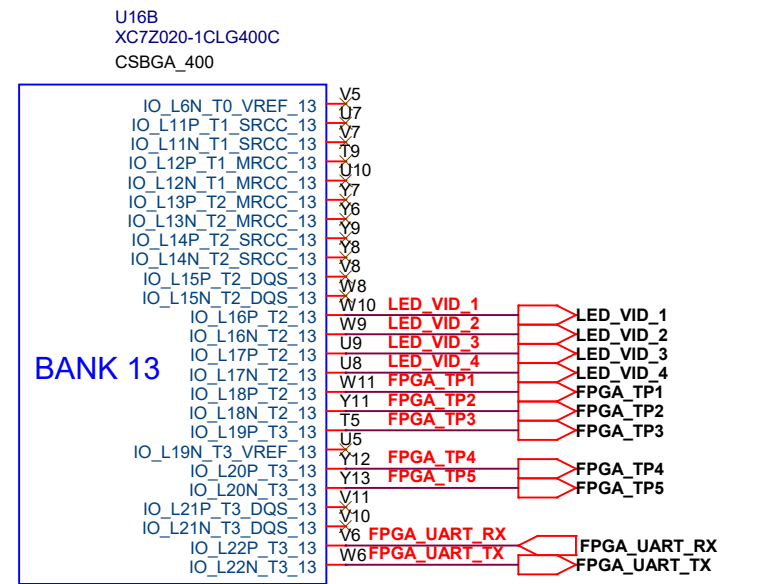 U16B
XC7Z020-1CLG400C
CSBGA_400
BANK 13
IO_L6N_T0_VREF_13 V5
IO_L11P_T1_SRCC_13 U7
IO_L11N_T1_SRCC_13 V7
IO_L12P_T1_MRCC_13 T9
IO_L12N_T1_MRCC_13 U10
IO_L13P_T2_MRCC_13 Y7
IO_L13N_T2_MRCC_13 Y6
IO_L14P_T2_SRCC_13 Y9
IO_L14N_T2_SRCC_13 Y8
IO_L15P_T2_DQS_13 V8
IO_L15N_T2_DQS_13 W8
IO_L16P_T2_13 W10 LED_VID_1 LED_VID_1
IO_L16N_T2_13 W9 LED_VID_2 LED_VID_2
IO_L17P_T2_13 U9 LED_VID_3 LED_VID_3
IO_L17N_T2_13 U8 LED_VID_4 LED_VID_4
IO_L18P_T2_13 W11 FPGA_TP1 FPGA_TP1
IO_L18N_T2_13 Y11 FPGA_TP2 FPGA_TP2
IO_L19P_T3_13 T5 FPGA_TP3 FPGA_TP3
IO_L19N_T3_VREF_13 U5
IO_L20P_T3_13 Y12 FPGA_TP4 FPGA_TP4
IO_L20N_T3_13 Y13 FPGA_TP5 FPGA_TP5
IO_L21P_T3_DQS_13 V11
IO_L21N_T3_DQS_13 V10
IO_L22P_T3_13 V6 FPGA_UART_RX FPGA_UART_RX
IO_L22N_T3_13 W6 FPGA_UART_TX FPGA_UART_TX